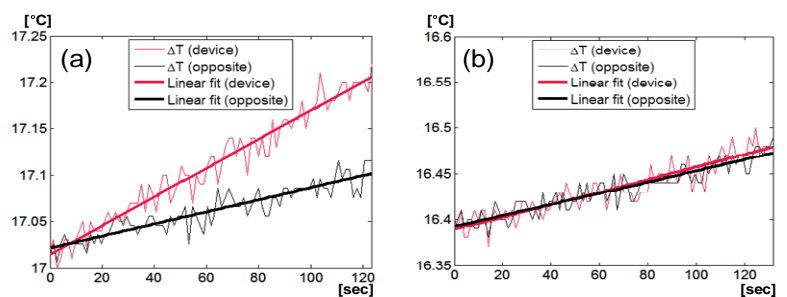 [°C]
(a)
ΔT (device)
ΔT (opposite)
Linear fit (device)
Linear fit (opposite)
17.25
17.2
17.15
17.1
17.05
17
0 20 40 60 80 100 120
[sec]
[°C]
(b)
ΔT (device)
ΔT (opposite)
Linear fit (device)
Linear fit (opposite)
16.6
16.55
16.5
16.45
16.4
16.35
0 20 40 60 80 100 120
[sec]